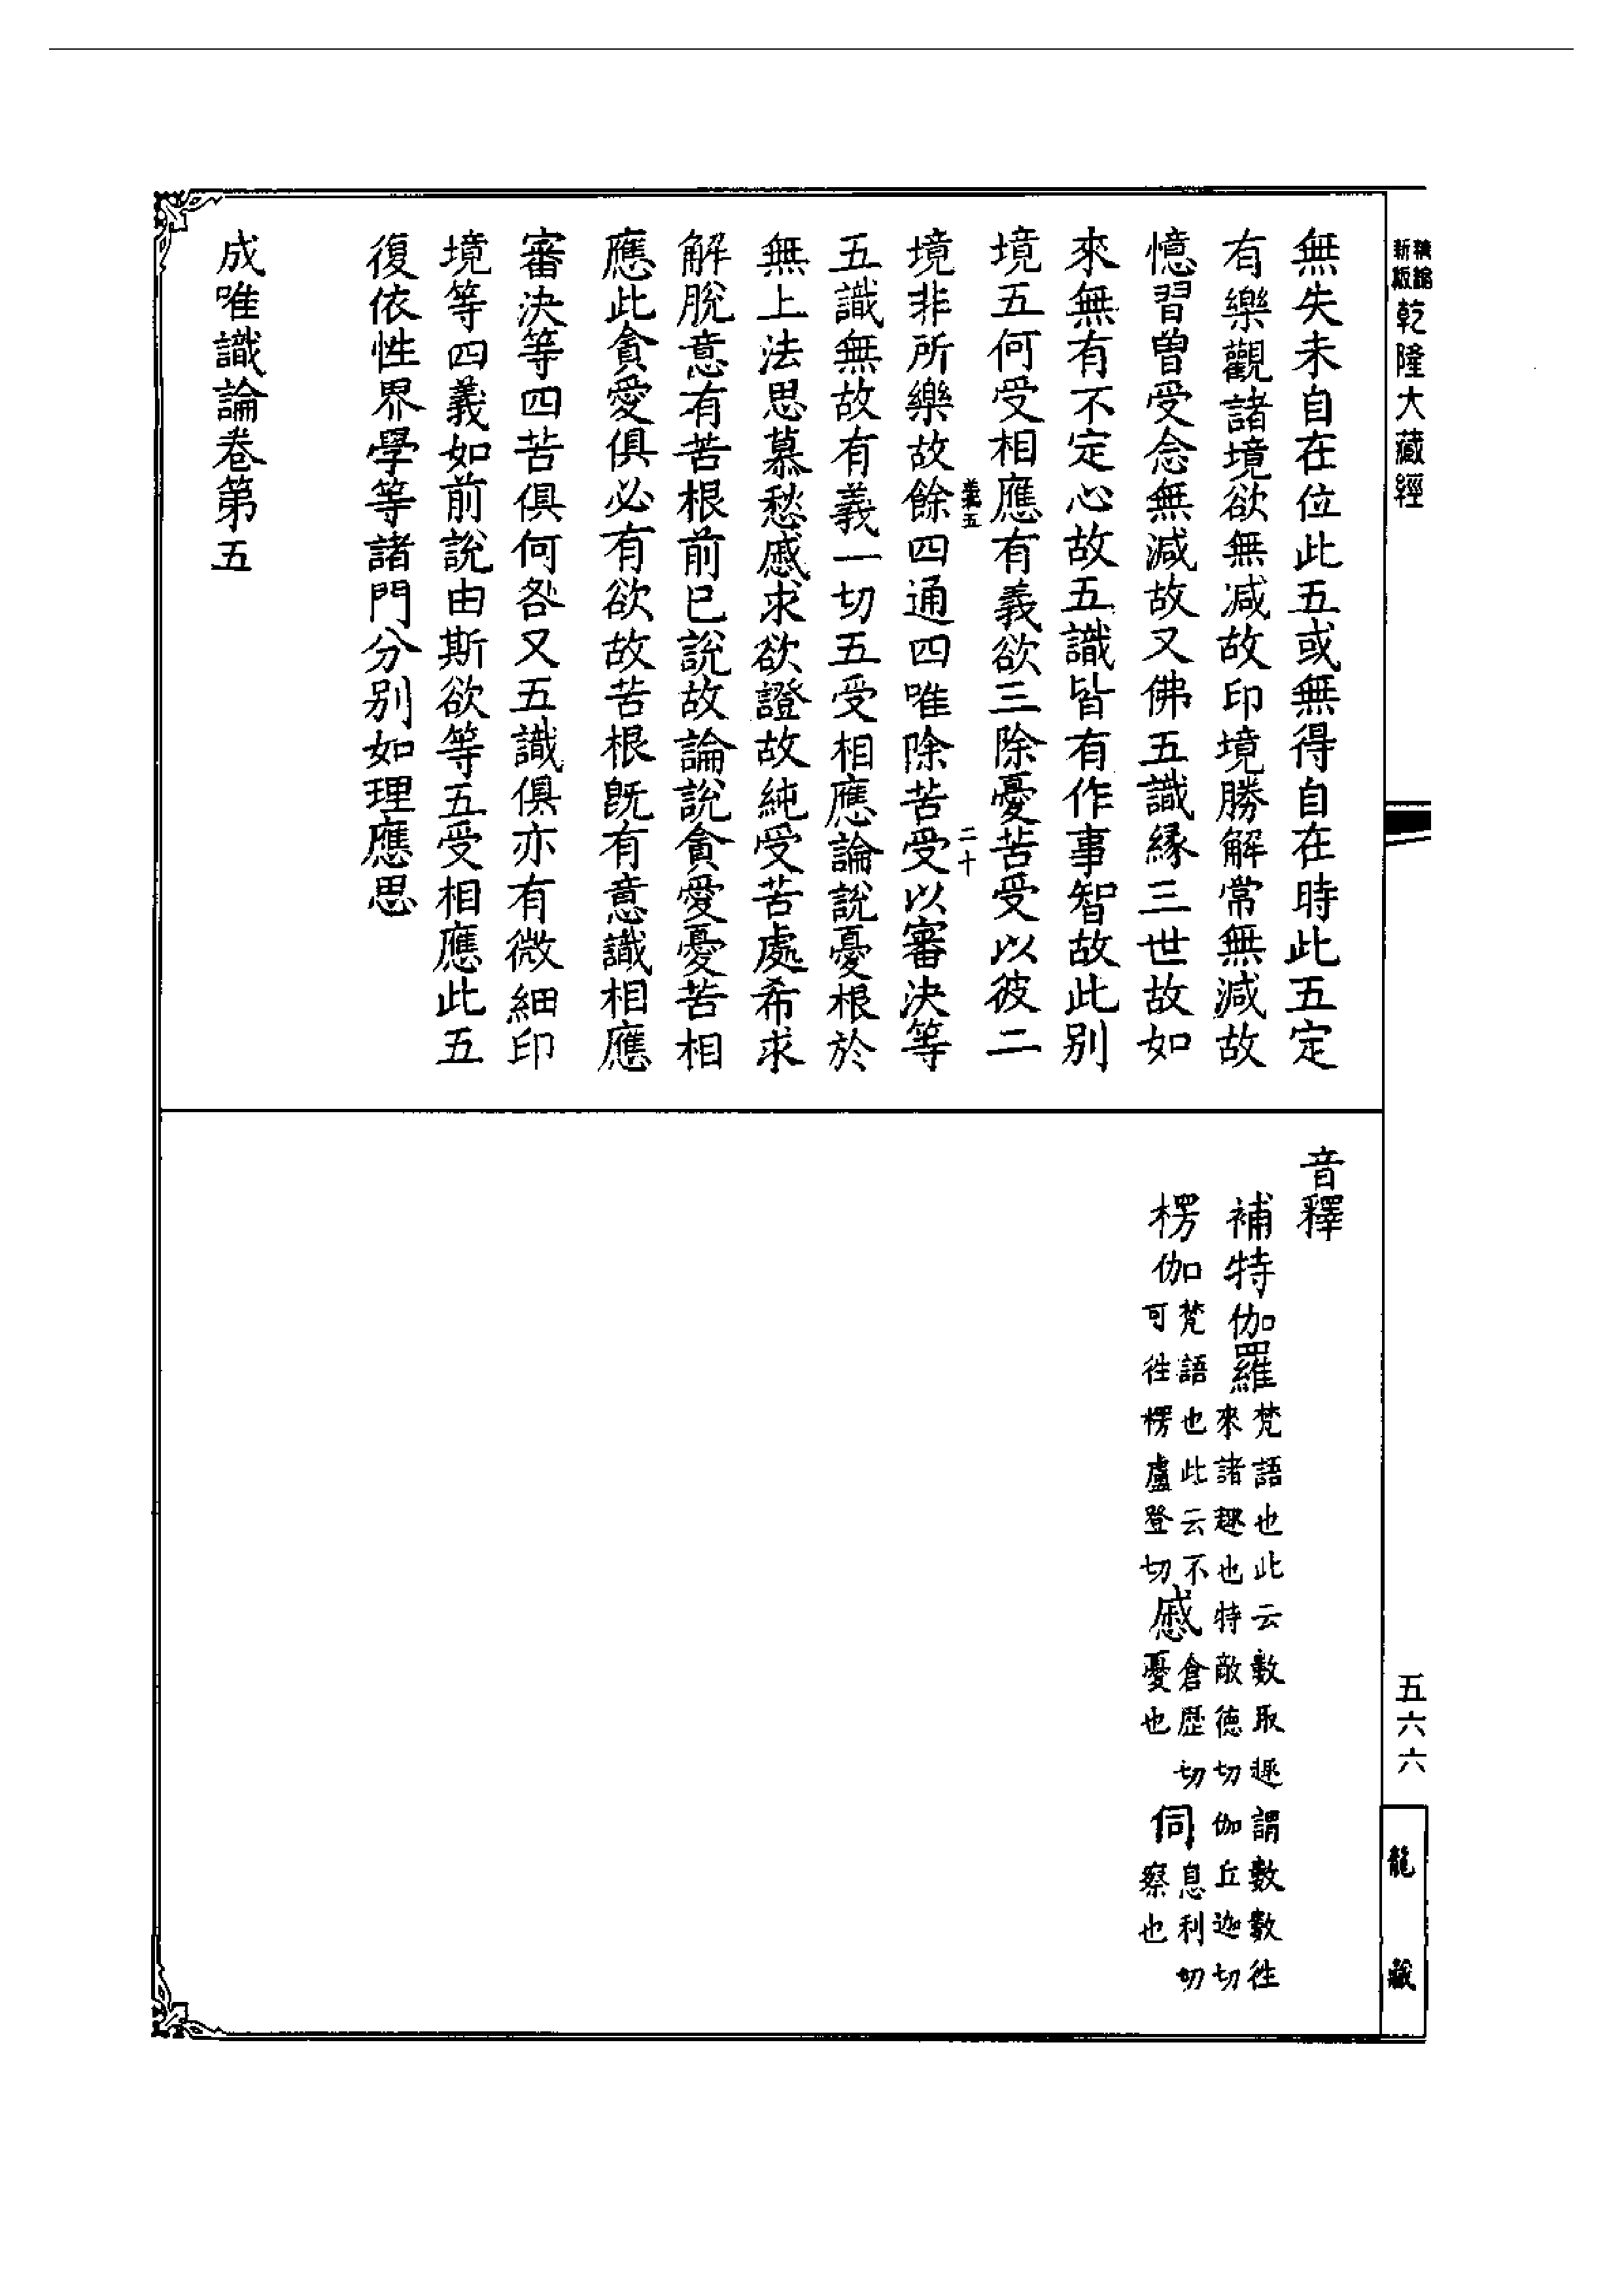 新版
乾隆大藏經
無失未自在位此五或無得自在時此五定
有樂觀諸境欲無減故印境勝解常無減故
憶習曾受念無減故又佛五識緣三世故如
來無有不定心故五識皆有作事智故此別
境五何受相應有義欲三除憂苦受以彼二
二十
境非所樂故餘四通四唯除苦受以審決等
五識無故有義一切五受相應論說憂根於
無上法思慕愁慼求欲證故純受苦處希求
解脫意有苦根前已說故論說貪愛憂苦相
應此貪愛俱必有欲故苦根既有意識相應
審決等四苦俱何咎又五識俱亦有微細印
境等四義如前說由斯欲等五受相應此五
復依性界學等諸門分別如理應思
成唯識論卷第五
音釋
補特伽羅 梵語也此云數取趣謂數數往
來諸趣也特敵德切伽丘迦切
楞伽 梵語也此云不
可往楞盧登切
慼 倉歷切
憂也
伺 息利切
察也
五六六
龍藏